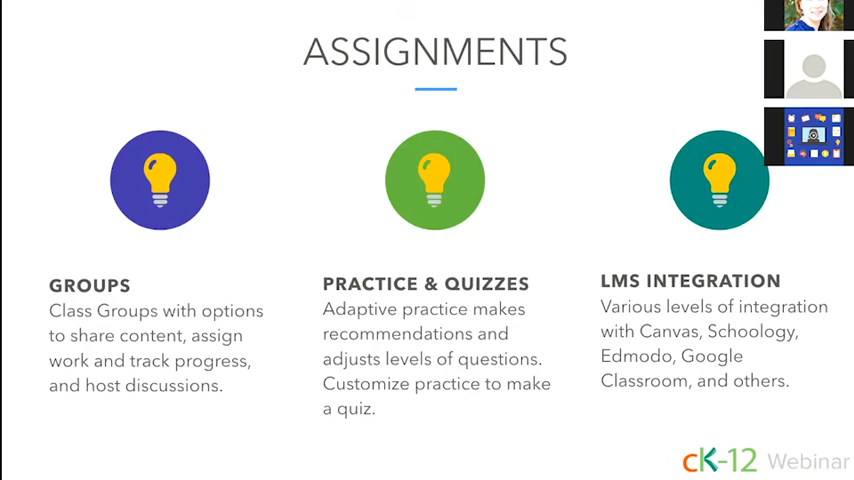 ASSIGNMENTS
GROUPS
Class Groups with options
to share content, assign
work and track progress,
and host discussions.
PRACTICE & QUIZZES
Adaptive practice makes
recommendations and
adjusts levels of questions.
Customize practice to make
a quiz.
LMS INTEGRATION
Various levels of integration
with Canvas, Schoology,
Edmodo, Google
Classroom, and others.
cK-12 Webinar